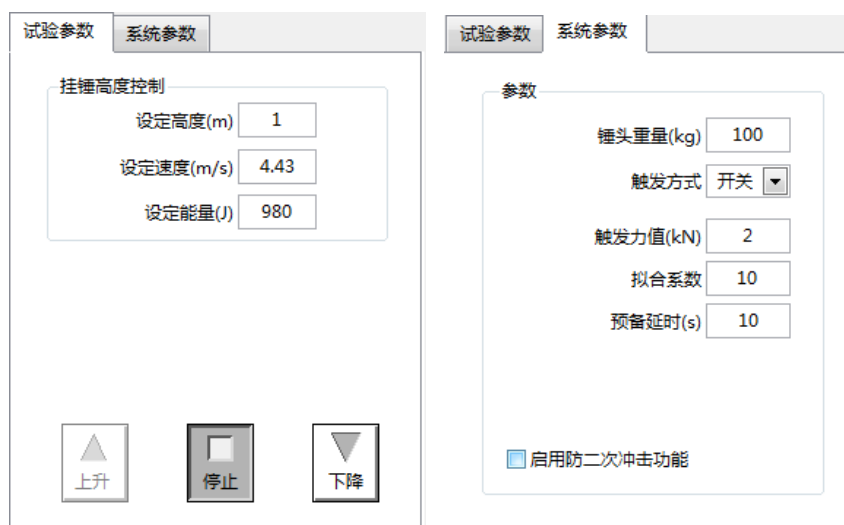 试验参数 系统参数
挂锤高度控制
设定高度(m) 1
设定速度(m/s) 4.43
设定能量(J) 980
上升 停止 下降
试验参数 系统参数
参数
锤头重量(kg) 100
触发方式 开关
触发力值(kN) 2
拟合系数 10
预备延时(s) 10
启用防二次冲击功能